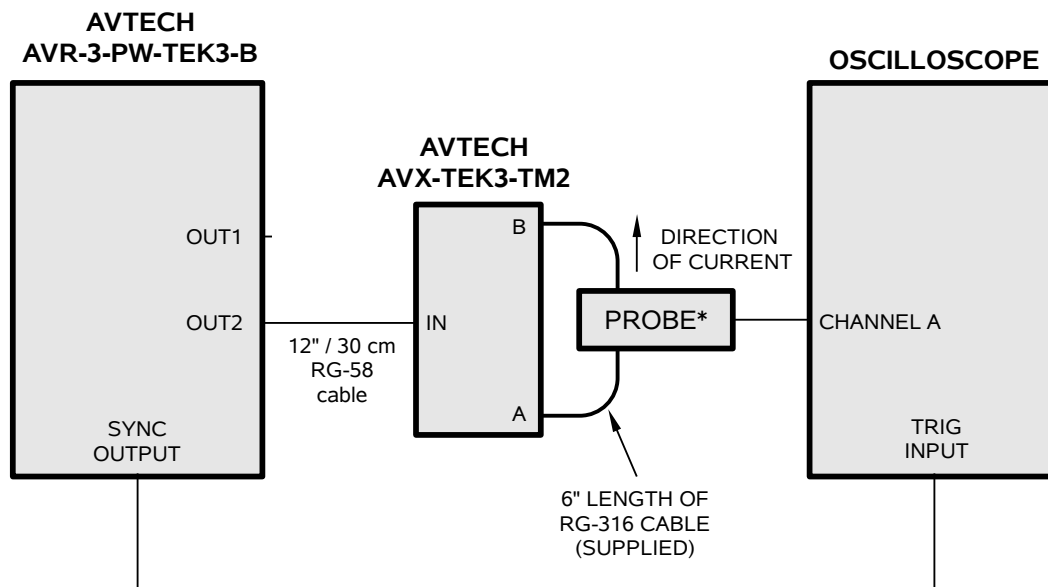 AVTECH
AVR-3-PW-TEK3-B
OSCILLOSCOPE
AVTECH
AVX-TEK3-TM2
OUT1
B
DIRECTION
OF CURRENT
OUT2
IN
PROBE*
CHANNEL A
12" / 30 cm
RG-58
cable
A
SYNC
OUTPUT
TRIG
INPUT
6" LENGTH OF
RG-316 CABLE
(SUPPLIED)